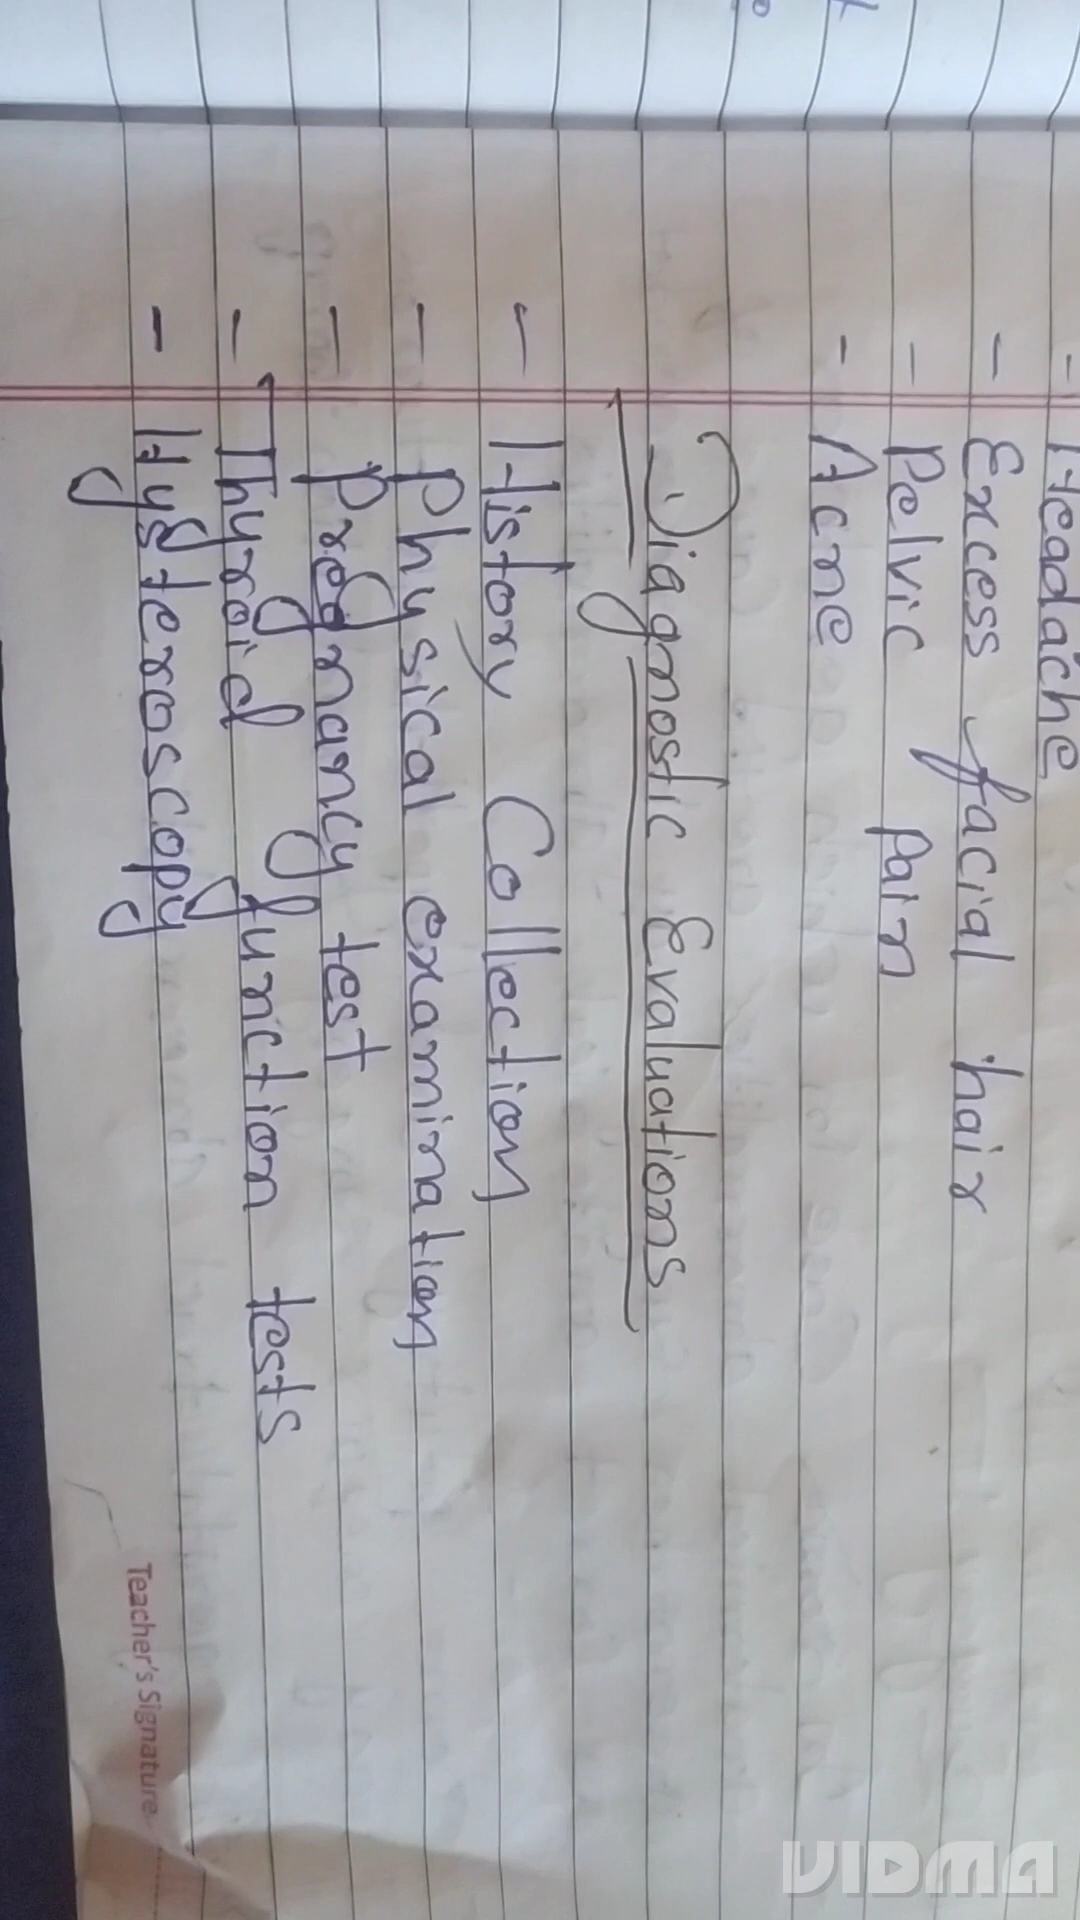 - Headache
- Excess facial hair
- Pelvic pain
- Acne
Diagnostic Evaluations
- History Collection
- Physical examination
- Pregnancy test
- Thyroid function tests
- Hysteroscopy
Teacher's Signature
VIDMA